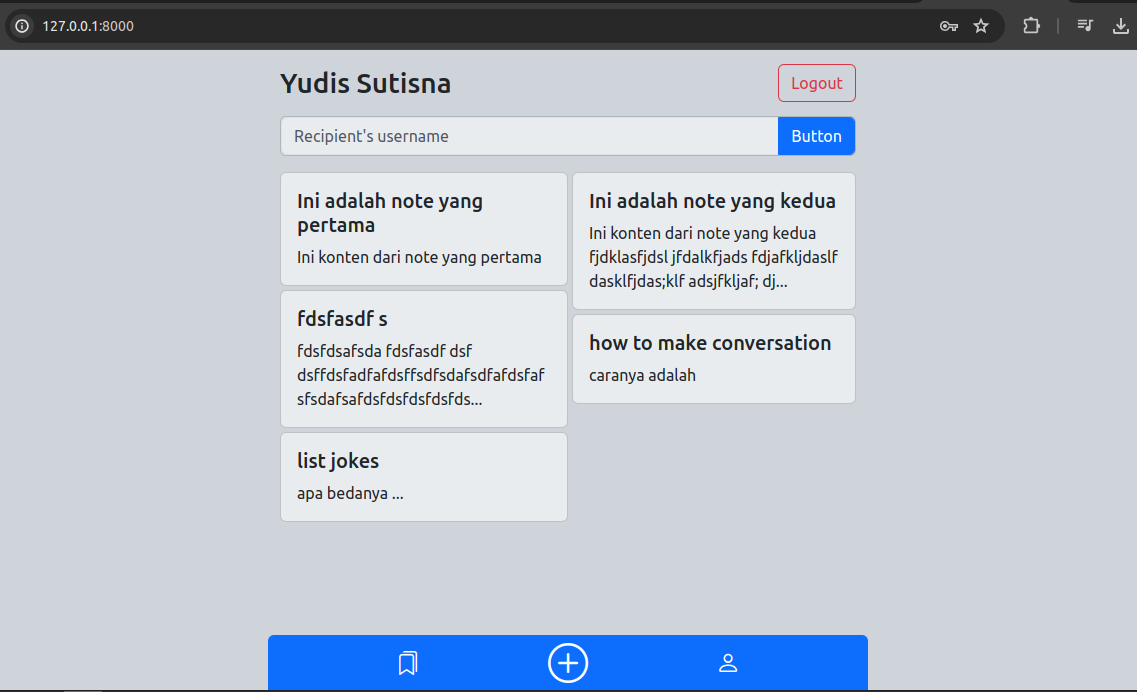 127.0.0.1:8000
Yudis Sutisna
Logout
Recipient's username
Button
Ini adalah note yang
pertama
Ini konten dari note yang pertama
Ini adalah note yang kedua
Ini konten dari note yang kedua
fjdklasfjdsl jfdalkfjads fdjafkljdaslf
dasklfjdas;klf adsjfkljaf; dj...
fdsfasdf s
fdsfdsafsda fdsfasdf dsf
dsffdsfadfafdsffsdfsdafsdfafdsfaf
sfsdafsafdsfdsfdsfdsfds...
how to make conversation
caranya adalah
list jokes
apa bedanya ...